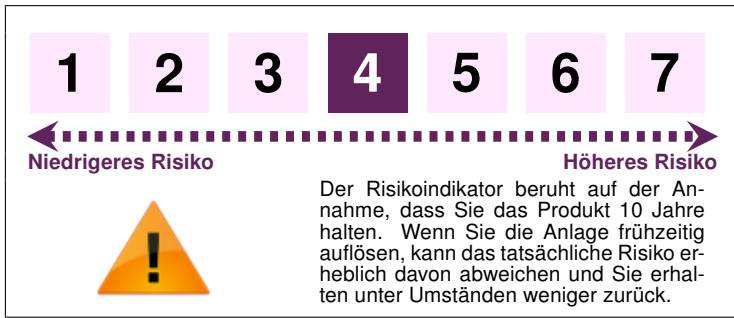 1 2 3 4 5 6 7
Niedrigeres Risiko Höheres Risiko
!
Der Risikoindikator beruht auf der An-
nahme, dass Sie das Produkt 10 Jahre
halten. Wenn Sie die Anlage frühzeitig
auflösen, kann das tatsächliche Risiko er-
heblich davon abweichen und Sie erhal-
ten unter Umständen weniger zurück.